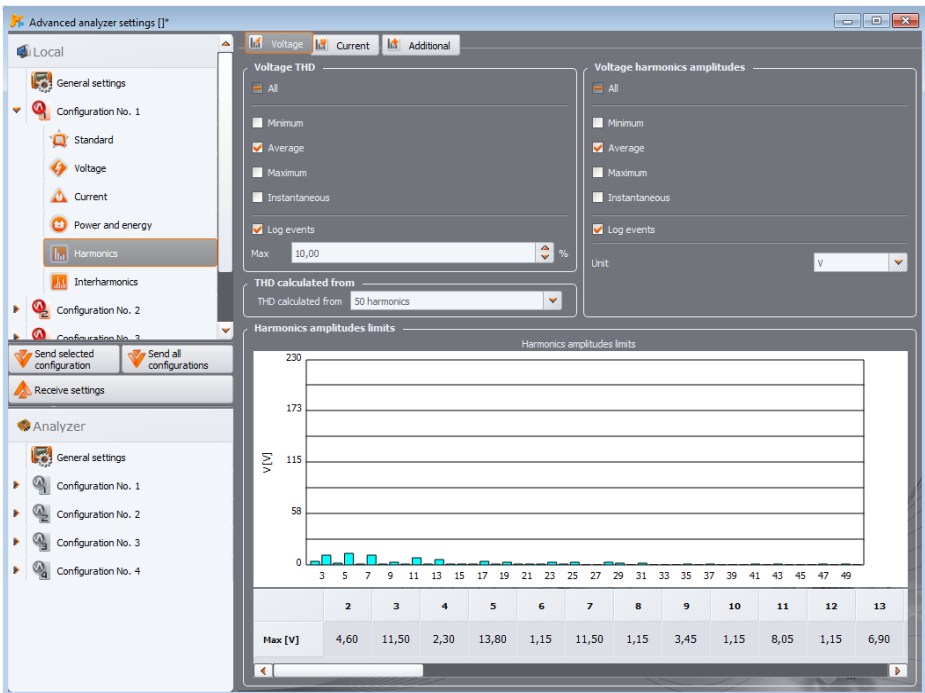 Advanced analyzer settings []*
Local
General settings
Configuration No. 1
Standard
Voltage
Current
Power and energy
Harmonics
Interharmonics
Configuration No. 2
Configuration No. 3
Send selected configuration
Send all configurations
Receive settings
Analyzer
General settings
Configuration No. 1
Configuration No. 2
Configuration No. 3
Configuration No. 4
Voltage Current Additional
Voltage THD
All
Minimum
Average
Maximum
Instantaneous
Log events
Max 10,00 %
THD calculated from
THD calculated from 50 harmonics
Voltage harmonics amplitudes
All
Minimum
Average
Maximum
Instantaneous
Log events
Unit V
Harmonics amplitudes limits
Harmonics amplitudes limits
230
173
115
58
0
V[V]
3 5 7 9 11 13 15 17 19 21 23 25 27 29 31 33 35 37 39 41 43 45 47 49
2 3 4 5 6 7 8 9 10 11 12 13
Max [V] 4,60 11,50 2,30 13,80 1,15 11,50 1,15 3,45 1,15 8,05 1,15 6,90